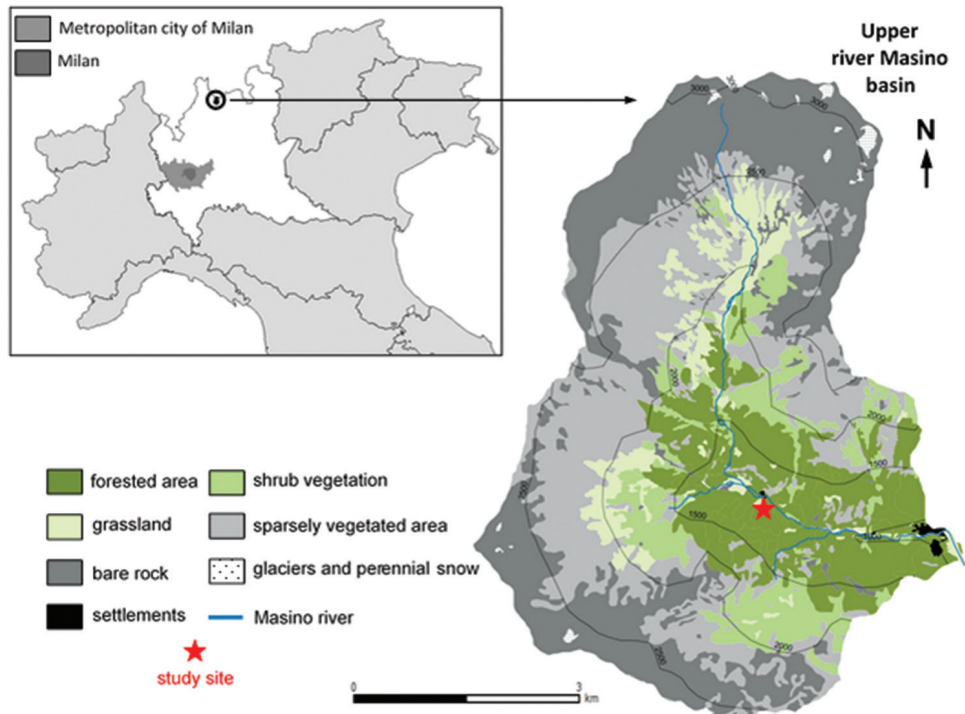 Metropolitan city of Milan
Milan
Upper
river Masino
basin
N
3000
3000
2500
2000
2000
1500
1500
1000
2500
2000
2500
forested area
shrub vegetation
grassland
sparsely vegetated area
bare rock
glaciers and perennial snow
settlements
Masino river
study site
0
3
km